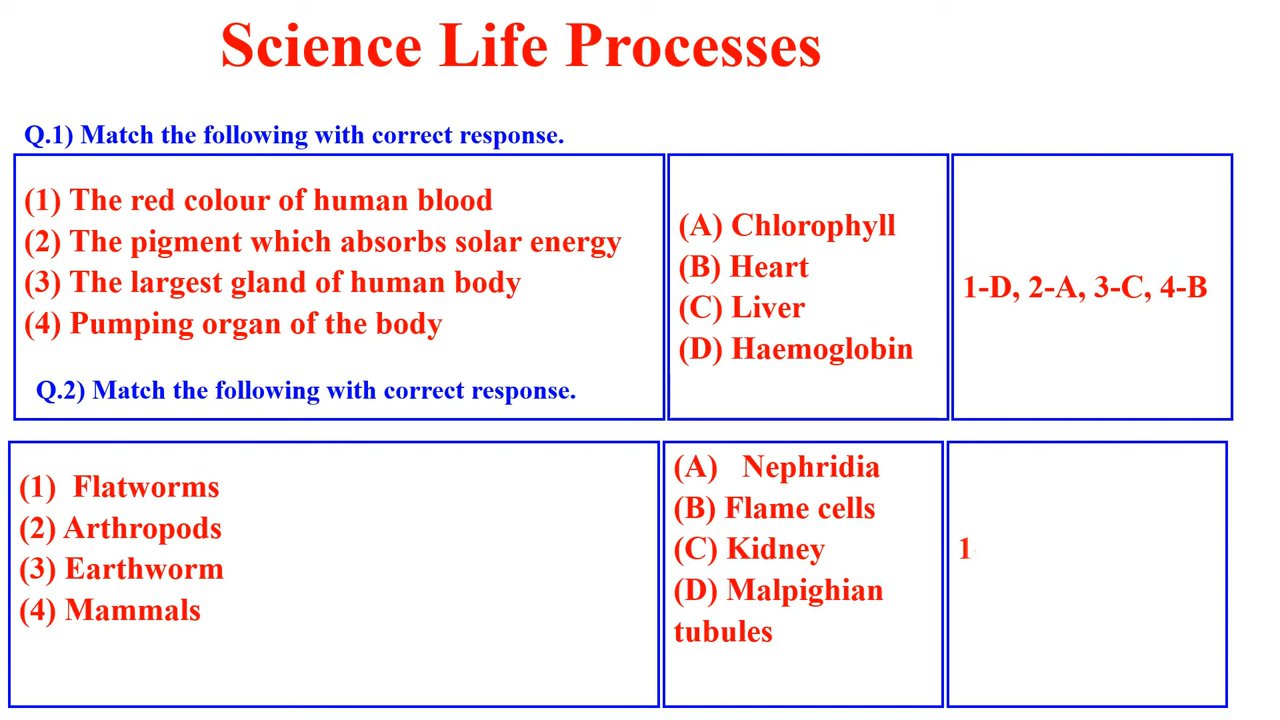 Science Life Processes
Q.1) Match the following with correct response.
(1) The red colour of human blood
(2) The pigment which absorbs solar energy
(3) The largest gland of human body
(4) Pumping organ of the body
(A) Chlorophyll
(B) Heart
(C) Liver
(D) Haemoglobin
1-D, 2-A, 3-C, 4-B
Q.2) Match the following with correct response.
(1) Flatworms
(2) Arthropods
(3) Earthworm
(4) Mammals
(A) Nephridia
(B) Flame cells
(C) Kidney
(D) Malpighian
tubules
1